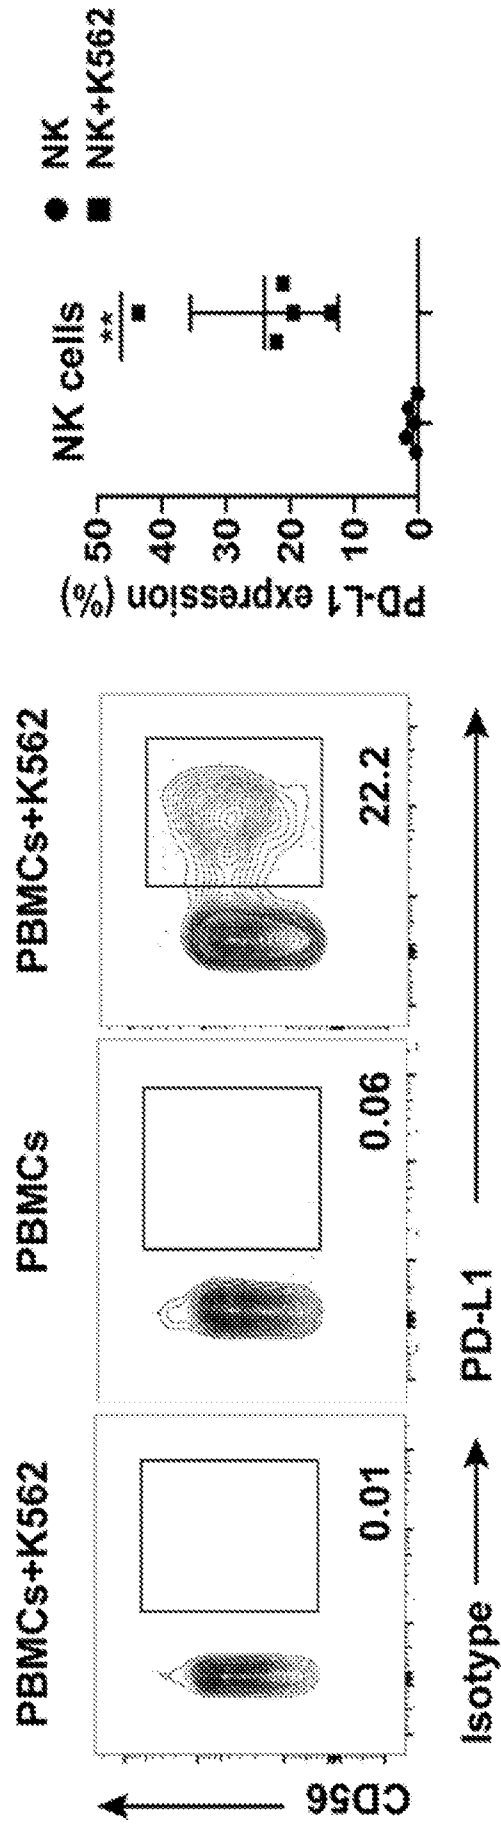 PBMCs+K562
PBMCs
PBMCs+K562
CD56
0.01
0.06
22.2
Isotype
PD-L1
NK cells
**
NK
NK+K562
PD-L1 expression (%)
50
40
30
20
10
0